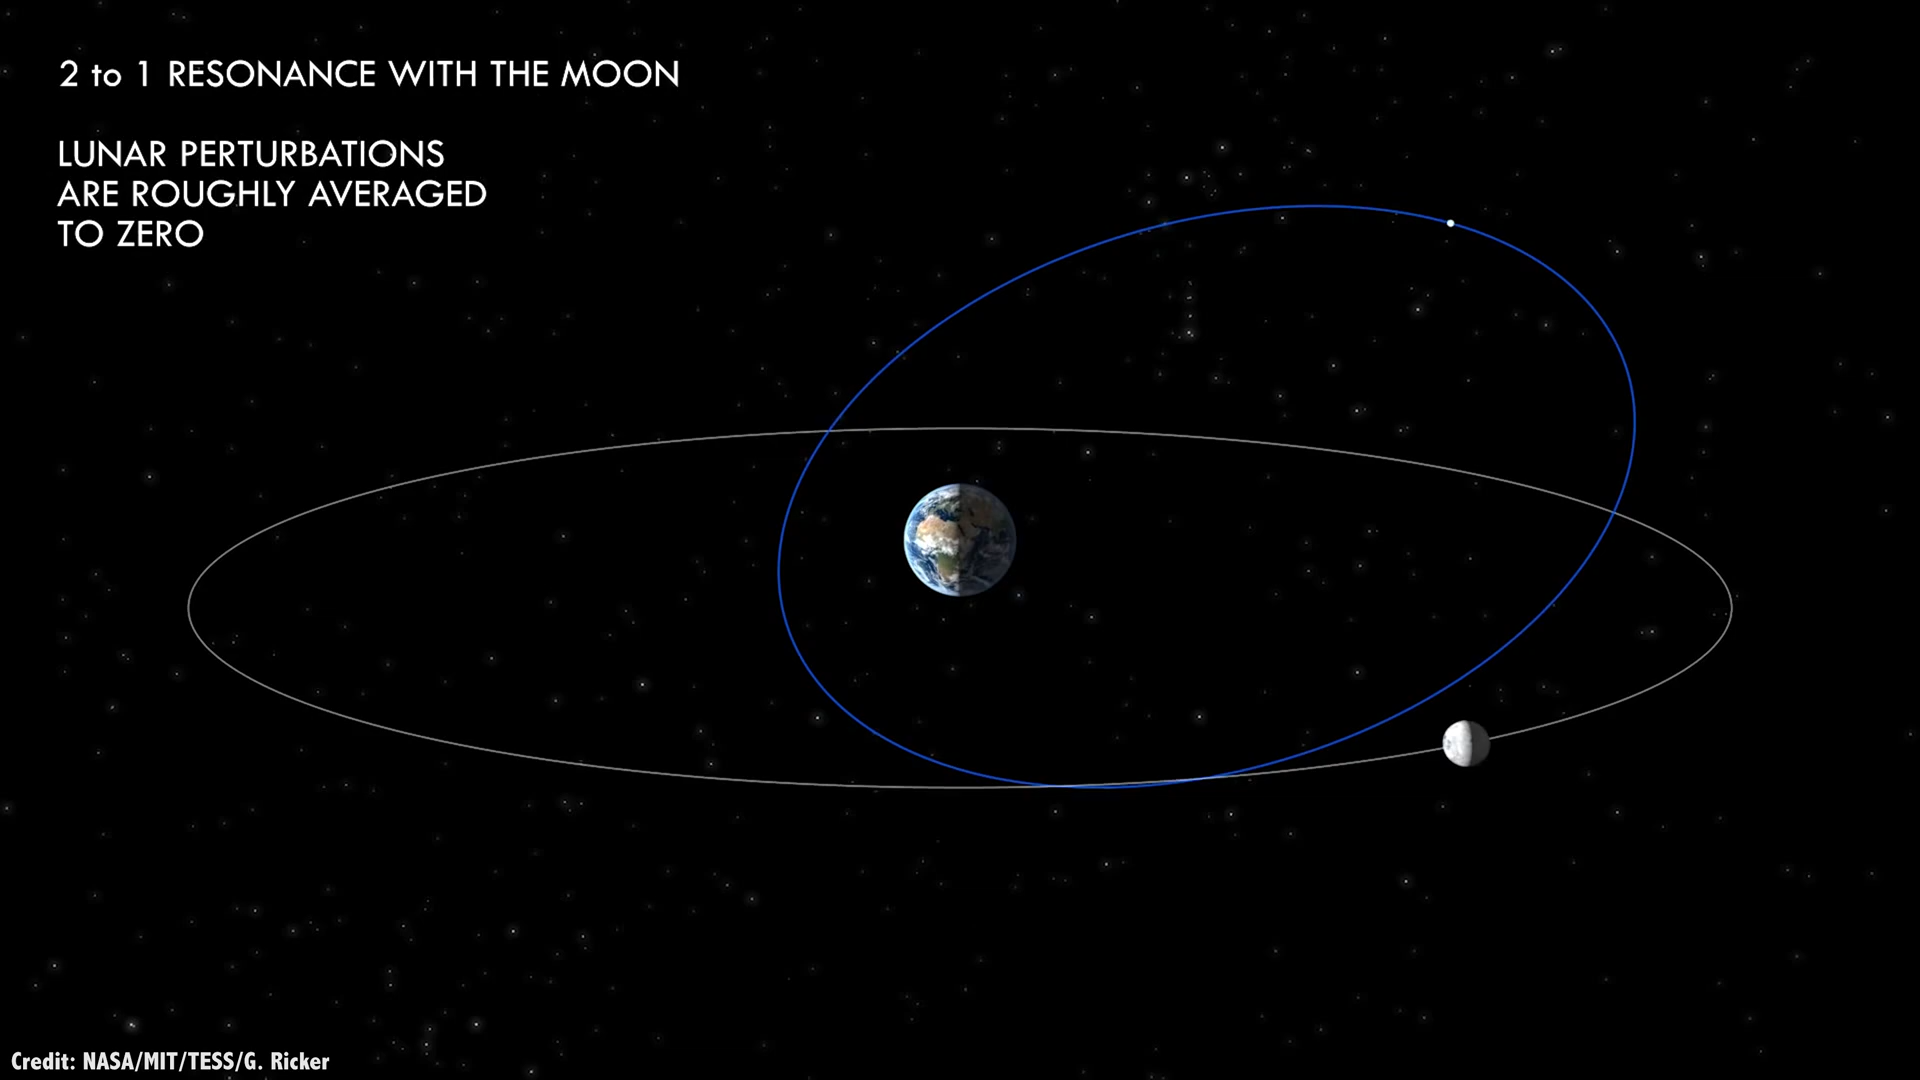 2 to 1 RESONANCE WITH THE MOON
LUNAR PERTURBATIONS
ARE ROUGHLY AVERAGED
TO ZERO
Credit: NASA/MIT/TESS/G. Ricker